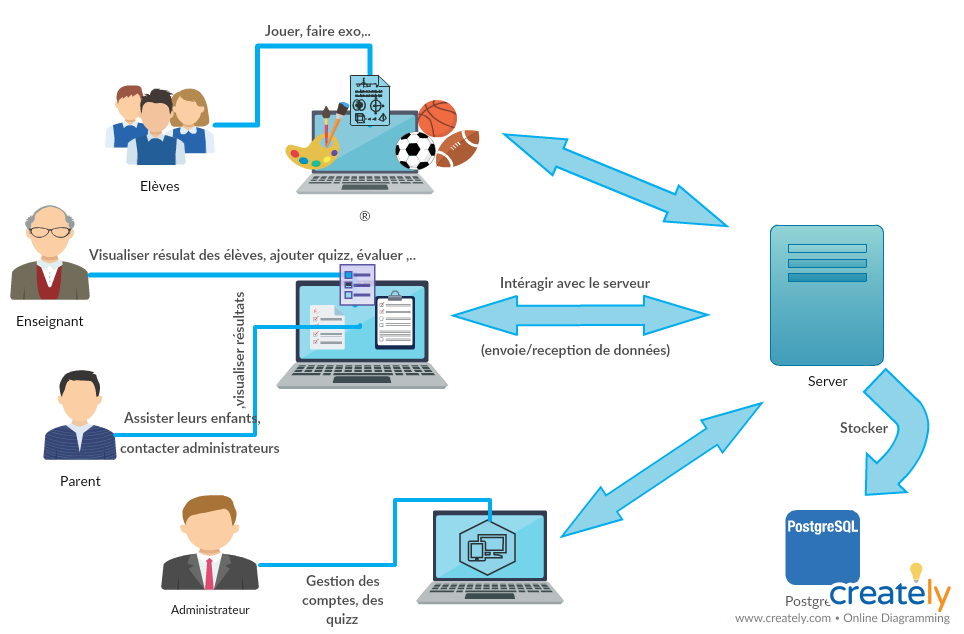 Jouer, faire exo,..
Elèves
®
Visualiser résulat des élèves, ajouter quizz, évaluer ,..
Enseignant
,visualiser résultats
Intéragir avec le serveur
(envoie/reception de données)
Server
Assister leurs enfants,
contacter administrateurs
Parent
Stocker
PostgreSQL
Postgre
Gestion des
comptes, des
quizz
Administrateur
creately
www.creately.com • Online Diagramming